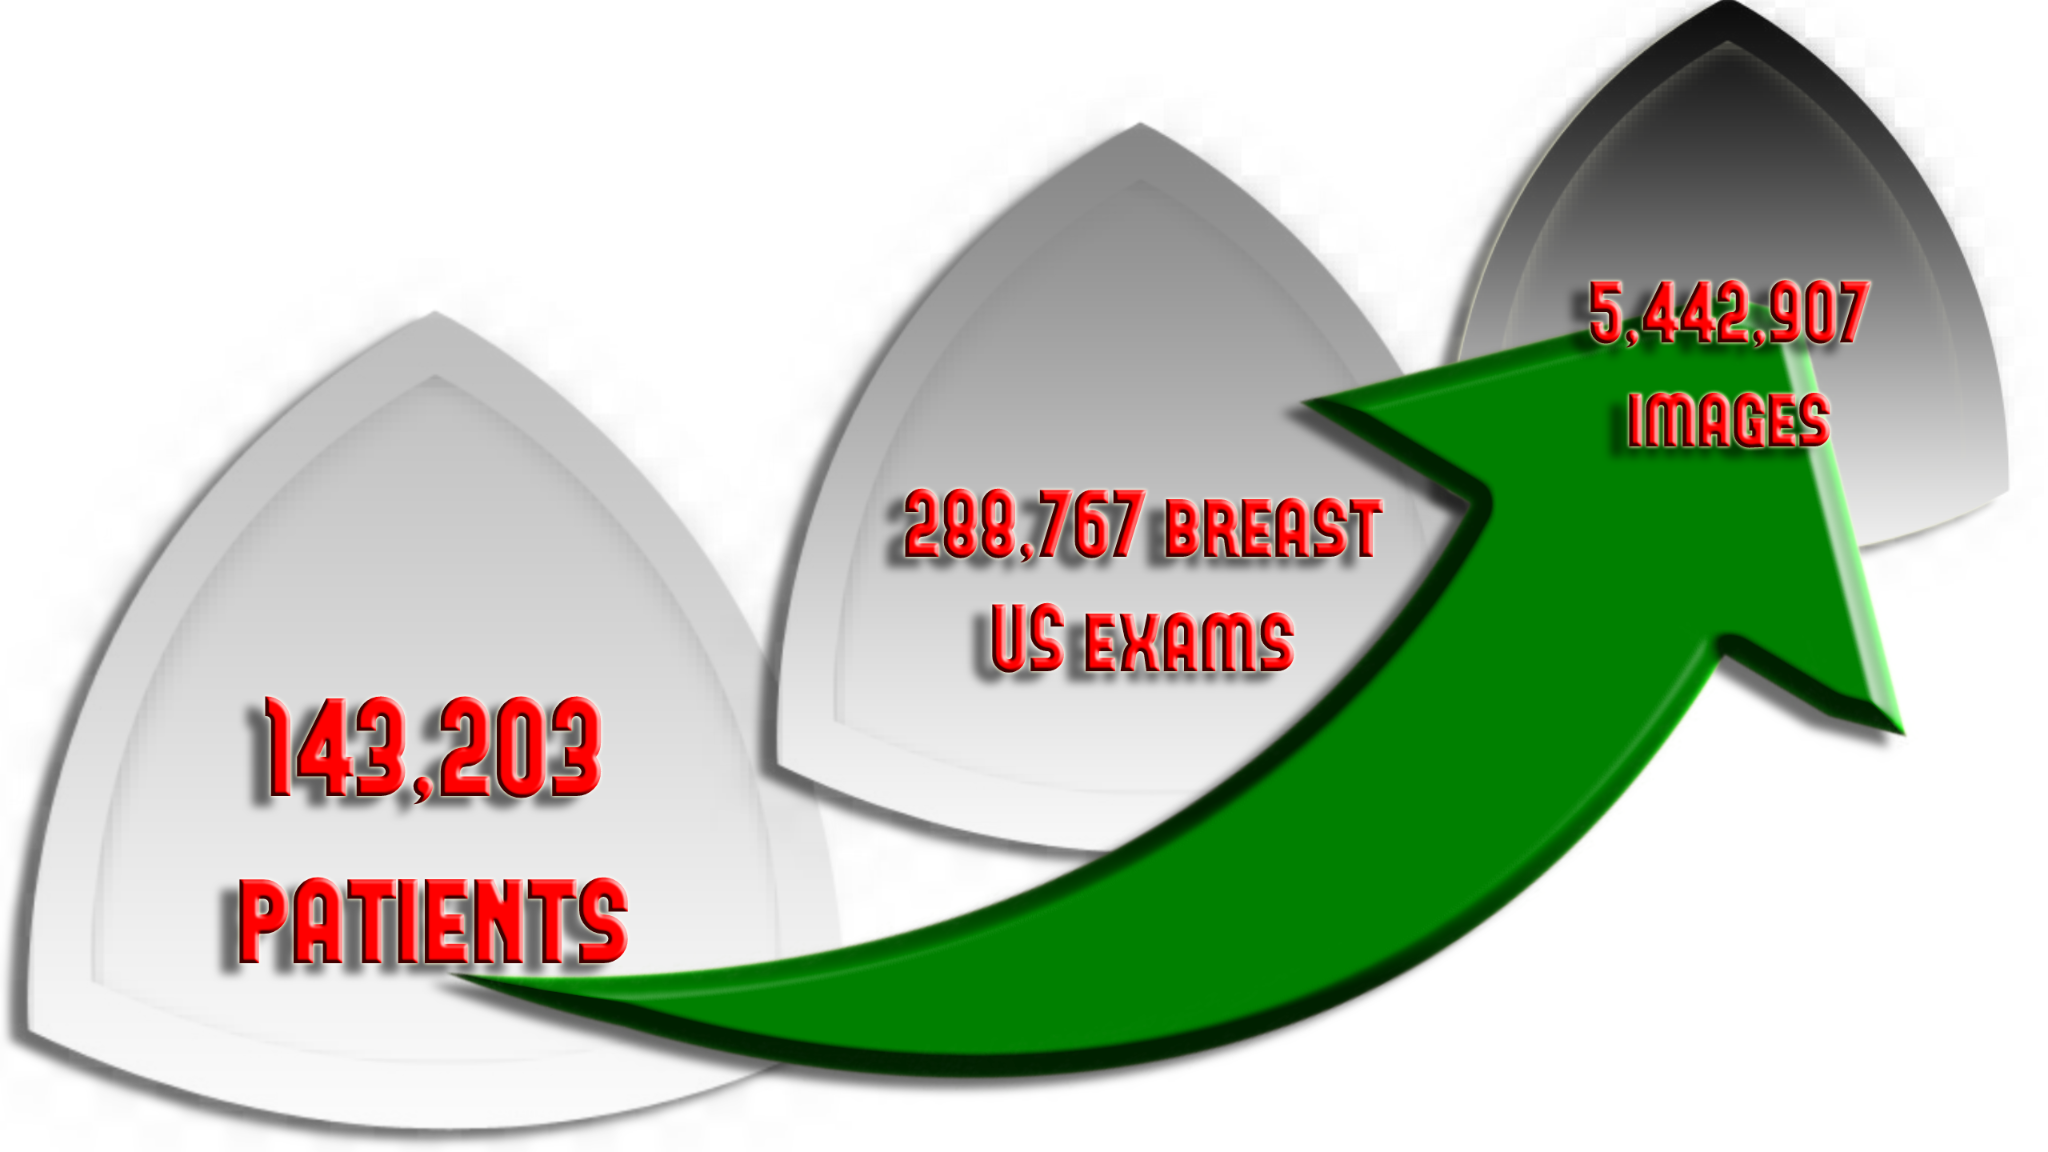 143,203
PATIENTS
288,767 BREAST
US EXAMS
5,442,907
IMAGES